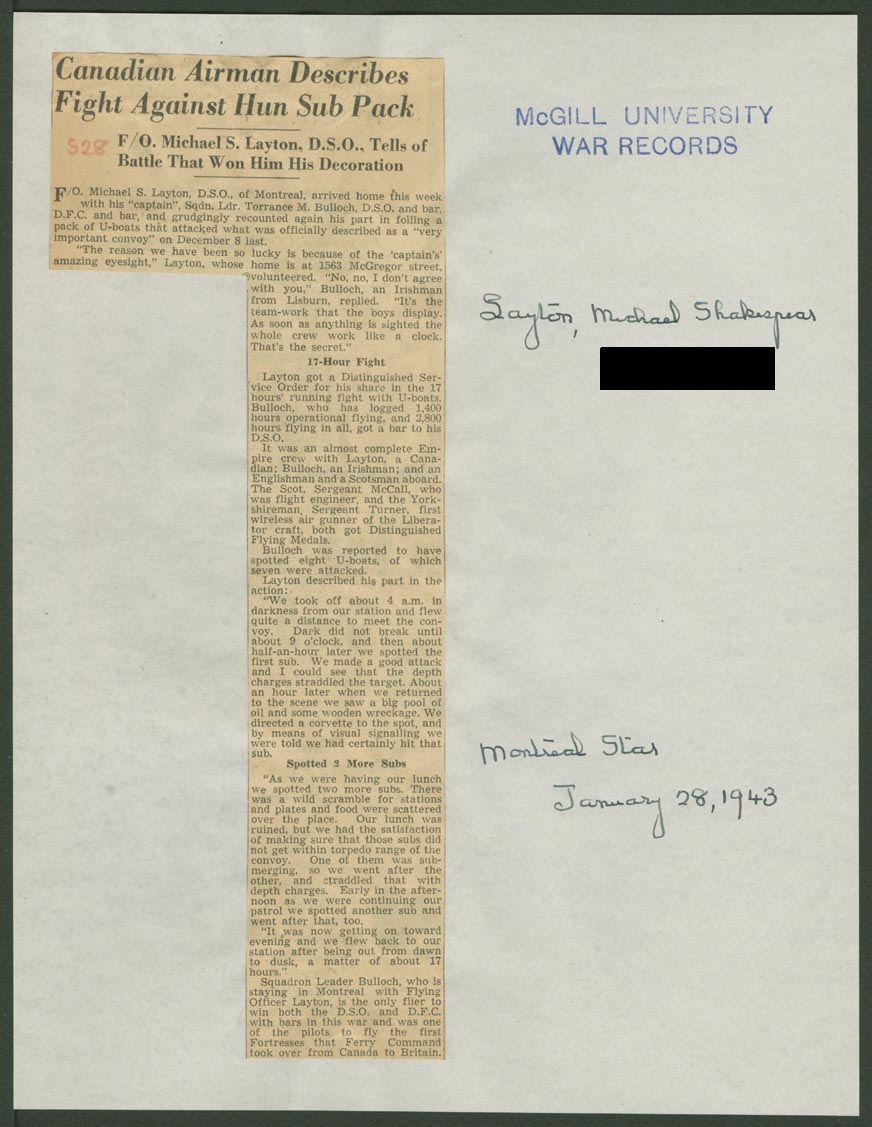 Canadian Airman Describes
Fight Against Hun Sub Pack
S28
F/O. Michael S. Layton, D.S.O., Tells of
Battle That Won Him His Decoration
F/O. Michael S. Layton, D.S.O., of Montreal, arrived home this week
with his "captain", Sqdn. Ldr. Torrance M. Bulloch, D.S.O. and bar,
D.F.C. and bar, and grudgingly recounted again his part in foiling a
pack of U-boats that attacked what was officially described as a "very
important convoy" on December 8 last.
"The reason we have been so lucky is because of the 'captain's'
amazing eyesight," Layton, whose home is at 1563 McGregor street,
volunteered. "No, no, I don't agree
with you," Bulloch, an Irishman
from Lisburn, replied. "It's the
team-work that the boys display.
As soon as anything is sighted the
whole crew work like a clock.
That's the secret."
17-Hour Fight
Layton got a Distinguished Ser-
vice Order for his share in the 17
hours' running fight with U-boats.
Bulloch, who has logged 1,400
hours operational flying, and 2,800
hours flying in all, got a bar to his
D.S.O.
It was an almost complete Em-
pire crew with Layton, a Cana-
dian; Bulloch, an Irishman; and an
Englishman and a Scotsman aboard.
The Scot, Sergeant McCall, who
was flight engineer, and the York-
shireman, Sergeant Turner, first
wireless air gunner of the Libera-
tor craft, both got Distinguished
Flying Medals.
Bulloch was reported to have
spotted eight U-boats, of which
seven were attacked.
Layton described his part in the
action:
"We took off about 4 a.m. in
darkness from our station and flew
quite a distance to meet the con-
voy. Dark did not break until
about 9 o'clock, and then about
half-an-hour later we spotted the
first sub. We made a good attack
and I could see that the depth
charges straddled the target. About
an hour later when we returned
to the scene we saw a big pool of
oil and some wooden wreckage. We
directed a corvette to the spot, and
by means of visual signalling we
were told we had certainly hit that
sub.
Spotted 2 More Subs
"As we were having our lunch
we spotted two more subs. There
was a wild scramble for stations
and plates and food were scattered
over the place. Our lunch was
ruined, but we had the satisfaction
of making sure that those subs did
not get within torpedo range of the
convoy. One of them was sub-
merging, so we went after the
other, and straddled that with
depth charges. Early in the after-
noon as we were continuing our
patrol we spotted another sub and
went after that, too.
"It was now getting on toward
evening and we flew back to our
station after being out from dawn
to dusk, a matter of about 17
hours."
Squadron Leader Bulloch, who is
staying in Montreal with Flying
Officer Layton, is the only flier to
win both the D.S.O. and D.F.C.
with bars in this war and was one
of the pilots to fly the first
Fortresses that Ferry Command
took over from Canada to Britain.
McGILL UNIVERSITY
WAR RECORDS
Layton, Michael Shakespear
Montreal Star
January 28, 1943